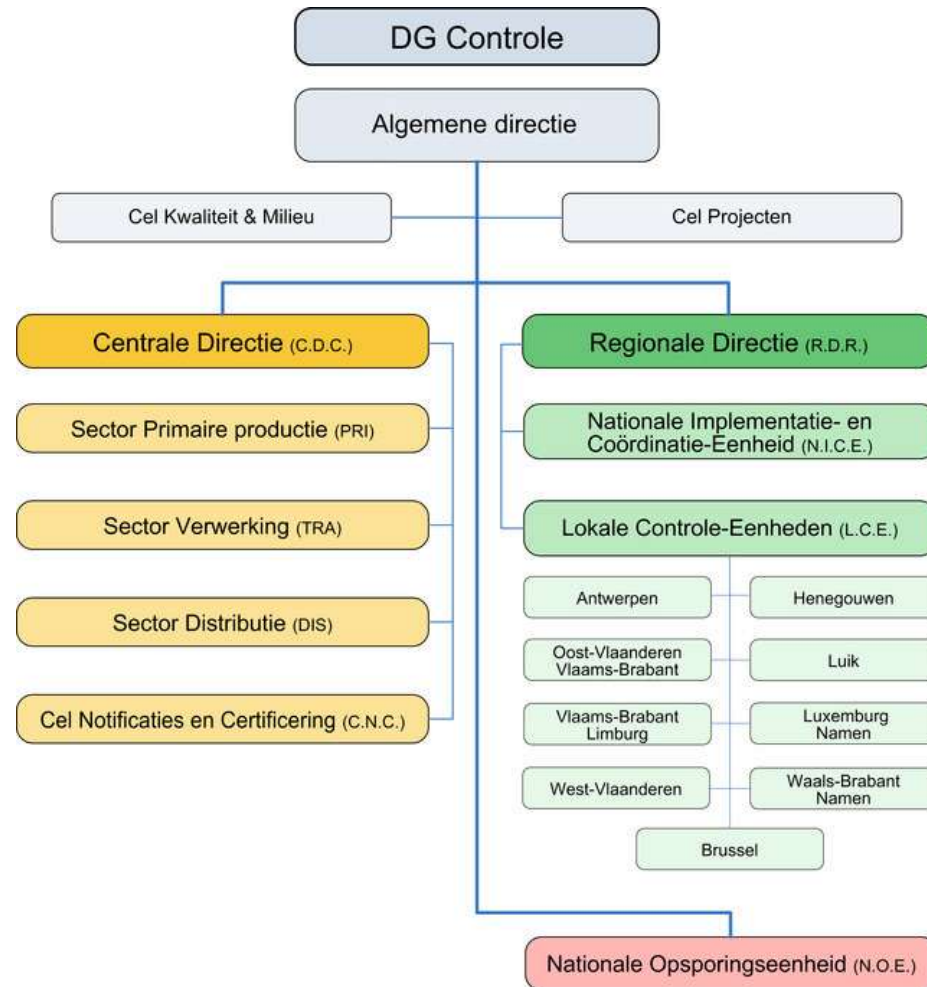 DG Controle
Algemene directie
Cel Kwaliteit & Milieu
Cel Projecten
Centrale Directie (C.D.C.)
Sector Primaire productie (PRI)
Sector Verwerking (TRA)
Sector Distributie (DIS)
Cel Notificaties en Certificering (C.N.C.)
Regionale Directie (R.D.R.)
Nationale Implementatie- en
Coördinatie-Eenheid (N.I.C.E.)
Lokale Controle-Eenheden (L.C.E.)
Antwerpen
Henegouwen
Oost-Vlaanderen
Vlaams-Brabant
Luik
Vlaams-Brabant
Limburg
Luxemburg
Namen
West-Vlaanderen
Waals-Brabant
Namen
Brussel
Nationale Opsporingseenheid (N.O.E.)